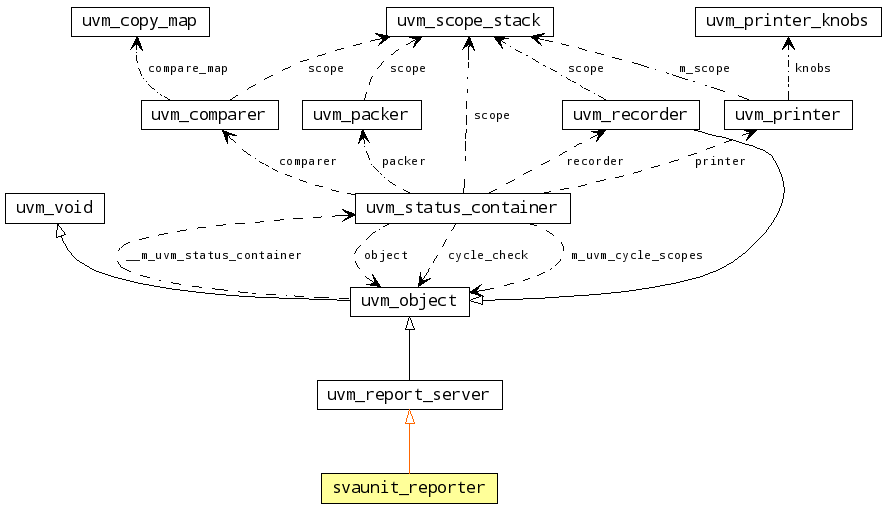 uvm_copy_map
uvm_scope_stack
uvm_printer_knobs
compare_map
scope
scope
scope
m_scope
knobs
uvm_comparer
uvm_packer
scope
uvm_recorder
uvm_printer
comparer
packer
recorder
printer
uvm_void
uvm_status_container
__m_uvm_status_container
object
cycle_check
m_uvm_cycle_scopes
uvm_object
uvm_report_server
svaunit_reporter